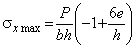 σₓ ₘₐₓ = P/bh (−1 + 6e/h)